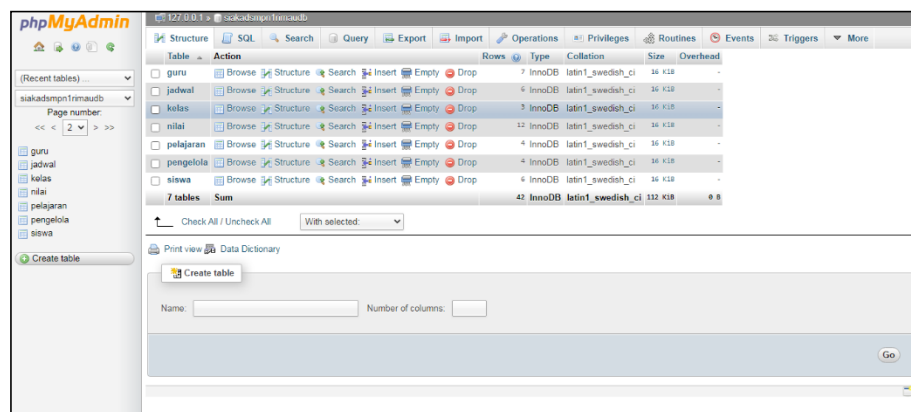 phpMyAdmin
127.0.0.1 » siakadsmpn1rimaudb
Structure SQL Search Query Export Import Operations Privileges Routines Events Triggers More
(Recent tables) ...
siakadsmpn1rimaudb
Page number:
<< < 2 > >>
guru
jadwal
kelas
nilai
pelajaran
pengelola
siswa
Create table
Table Action Rows Type Collation Size Overhead
guru Browse Structure Search Insert Empty Drop 7 InnoDB latin1_swedish_ci 16 KiB -
jadwal Browse Structure Search Insert Empty Drop 6 InnoDB latin1_swedish_ci 16 KiB -
kelas Browse Structure Search Insert Empty Drop 3 InnoDB latin1_swedish_ci 16 KiB -
nilai Browse Structure Search Insert Empty Drop 12 InnoDB latin1_swedish_ci 16 KiB -
pelajaran Browse Structure Search Insert Empty Drop 4 InnoDB latin1_swedish_ci 16 KiB -
pengelola Browse Structure Search Insert Empty Drop 4 InnoDB latin1_swedish_ci 16 KiB -
siswa Browse Structure Search Insert Empty Drop 6 InnoDB latin1_swedish_ci 16 KiB -
7 tables Sum 42 InnoDB latin1_swedish_ci 112 KiB 0 B
Check All / Uncheck All With selected:
Print view Data Dictionary
Create table
Name: Number of columns:
Go